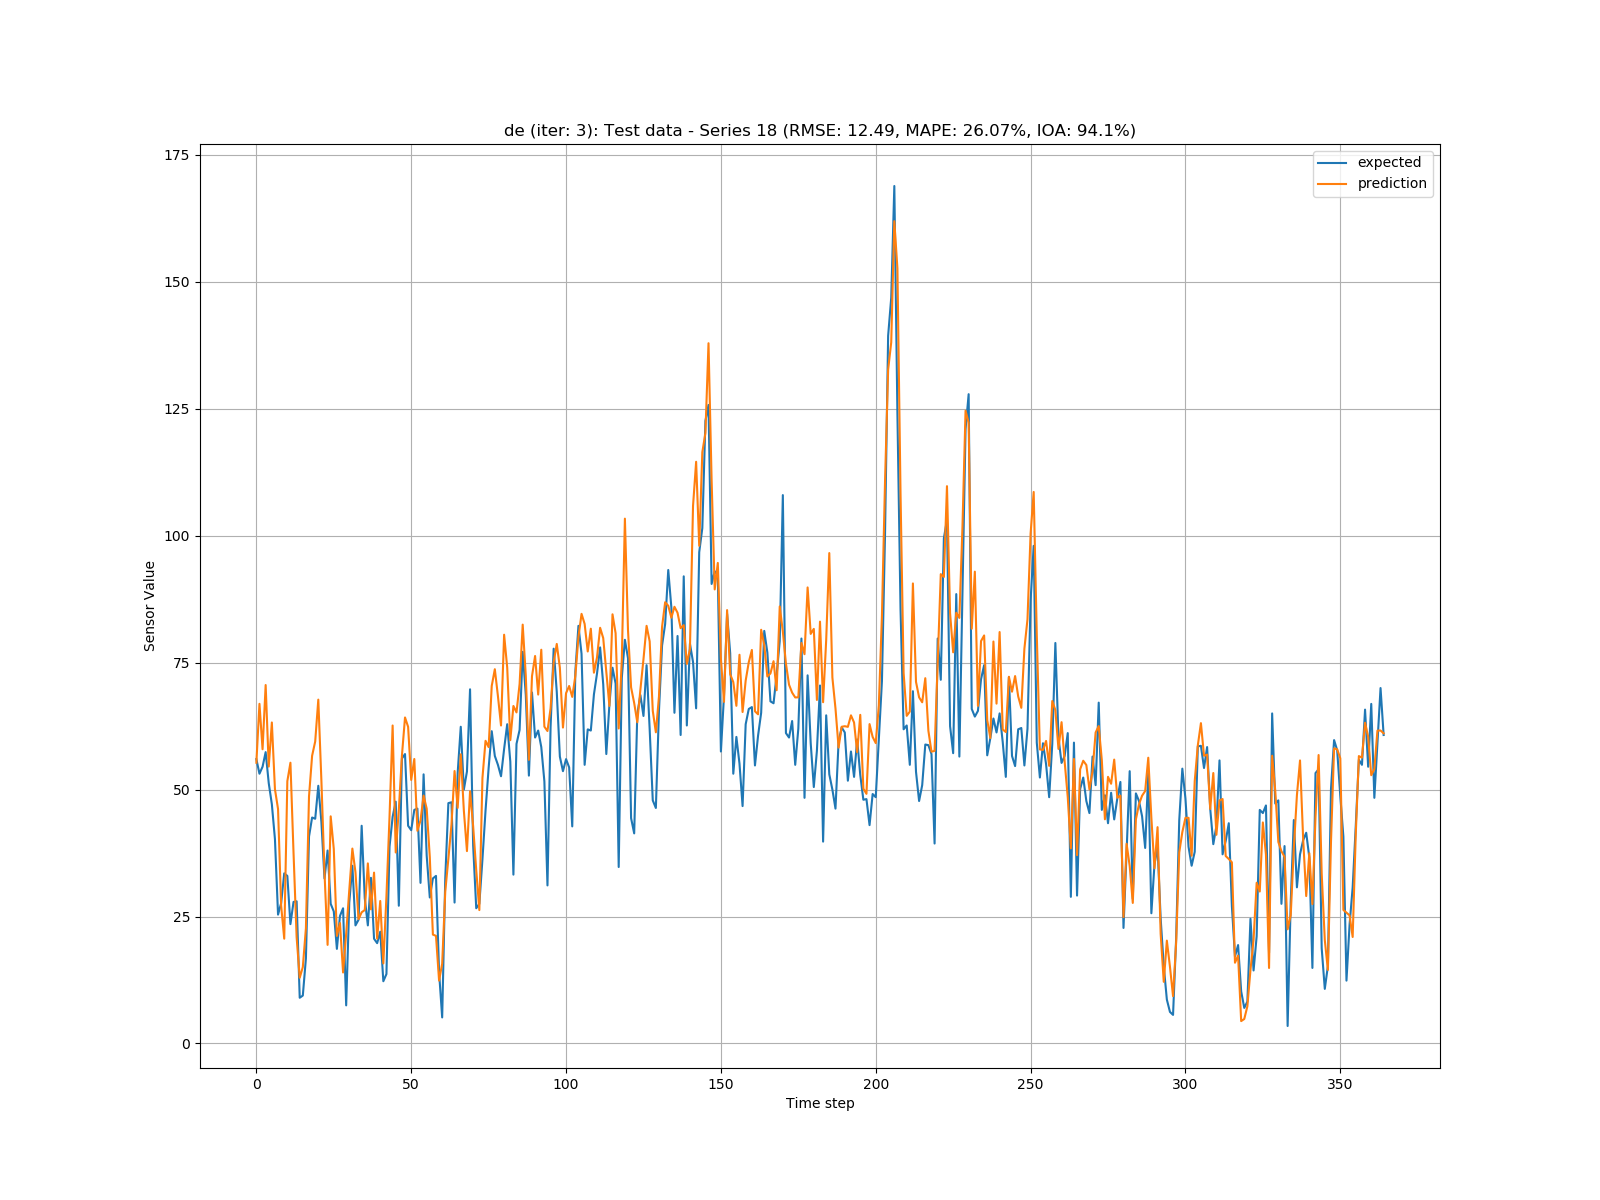 de (iter: 3): Test data - Series 18 (RMSE: 12.49, MAPE: 26.07%, IOA: 94.1%)
expected
prediction
175
150
125
100
75
50
25
0
Sensor Value
0 50 100 150 200 250 300 350
Time step